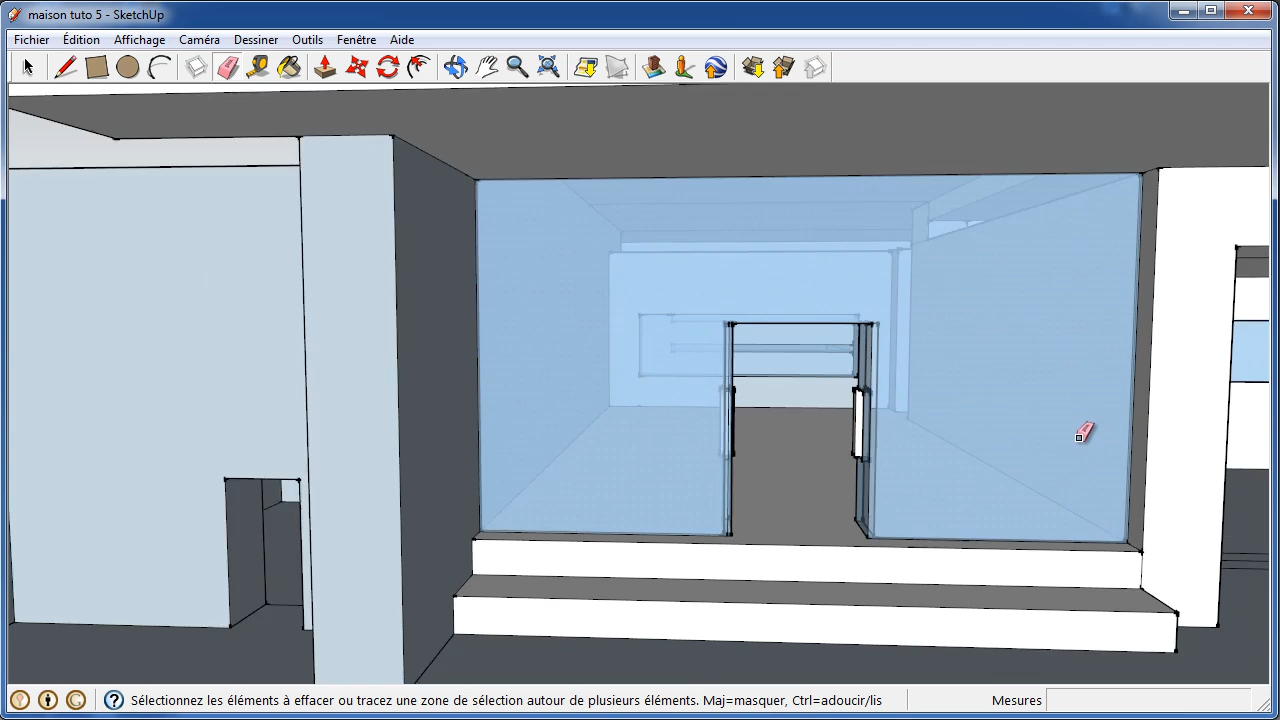 maison tuto 5 - SketchUp
Fichier Édition Affichage Caméra Dessiner Outils Fenêtre Aide
Sélectionnez les éléments à effacer ou tracez une zone de sélection autour de plusieurs éléments. Maj=masquer, Ctrl=adoucir/lis Mesures